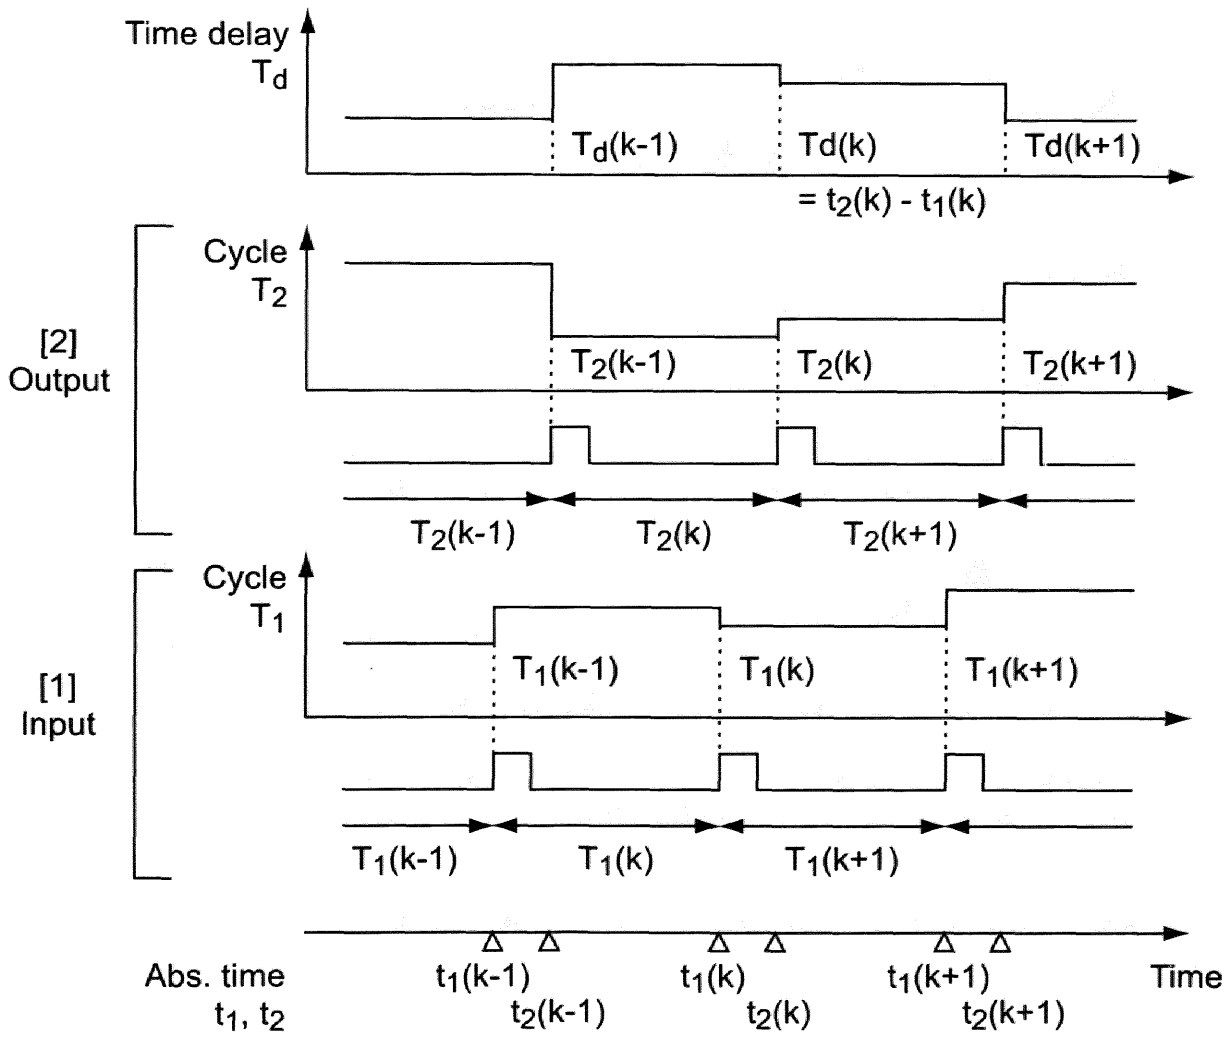 Time delay
Td
Td(k-1) Td(k) Td(k+1)
= t2(k) - t1(k)
Cycle
T2
[2]
Output
T2(k-1) T2(k) T2(k+1)
T2(k-1) T2(k) T2(k+1)
Cycle
T1
[1]
Input
T1(k-1) T1(k) T1(k+1)
T1(k-1) T1(k) T1(k+1)
Abs. time t1(k-1) t1(k) t1(k+1) Time
t1, t2 t2(k-1) t2(k) t2(k+1)